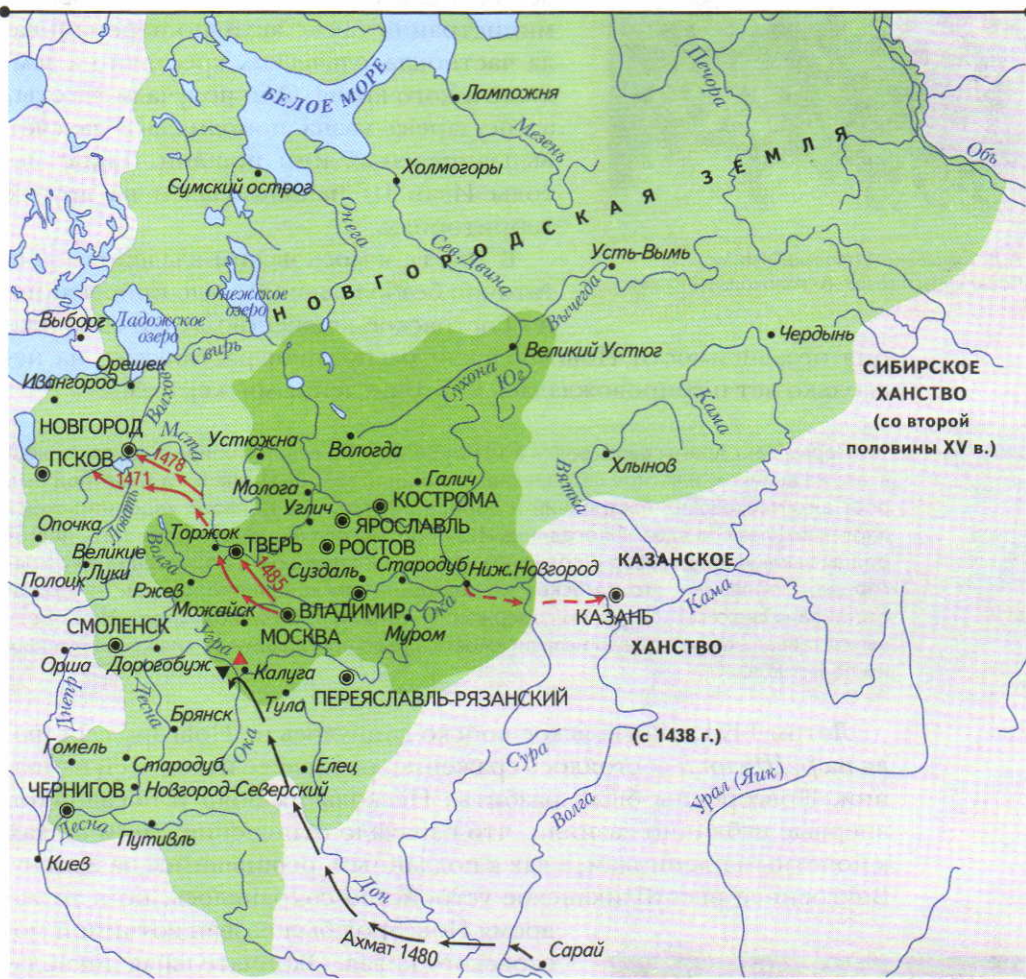 БЕЛОЕ МОРЕ
Печора
Лампожня
Мезень
Обь
Холмогоры
Сумский острог
Онега
НОВГОРОДСКАЯ ЗЕМЛЯ
Сев. Двина
Усть-Вымь
Онежское
озеро
Вычегда
Выборг
Ладожское
озеро
Свирь
Чердынь
Орешек
Великий Устюг
Ивангород
Волхов
Сухона
Юг
СИБИРСКОЕ
ХАНСТВО
(со второй
половины XV в.)
Кама
НОВГОРОД
Мста
Устюжна
Вологда
ПСКОВ
1478
1471
Хлынов
Галич
Молога
КОСТРОМА
Вятка
Углич
ЯРОСЛАВЛЬ
Опочка
Ловать
Торжок
ТВЕРЬ
РОСТОВ
Великие
Луки
Волга
1485
Суздаль
Стародуб
Ниж.Новгород
КАЗАНСКОЕ
Полоцк
Ржев
Кама
Можайск
ВЛАДИМИР
Ока
КАЗАНЬ
СМОЛЕНСК
Угра
МОСКВА
Муром
ХАНСТВО
Орша
Дорогобуж
Калуга
Днепр
Десна
Тула
ПЕРЕЯСЛАВЛЬ-РЯЗАНСКИЙ
Брянск
(с 1438 г.)
Ока
Сура
Гомель
Стародуб
Елец
ЧЕРНИГОВ
Новгород-Северский
Волга
Урал (Яик)
Десна
Путивль
Киев
Дон
Ахмат 1480
Сарай